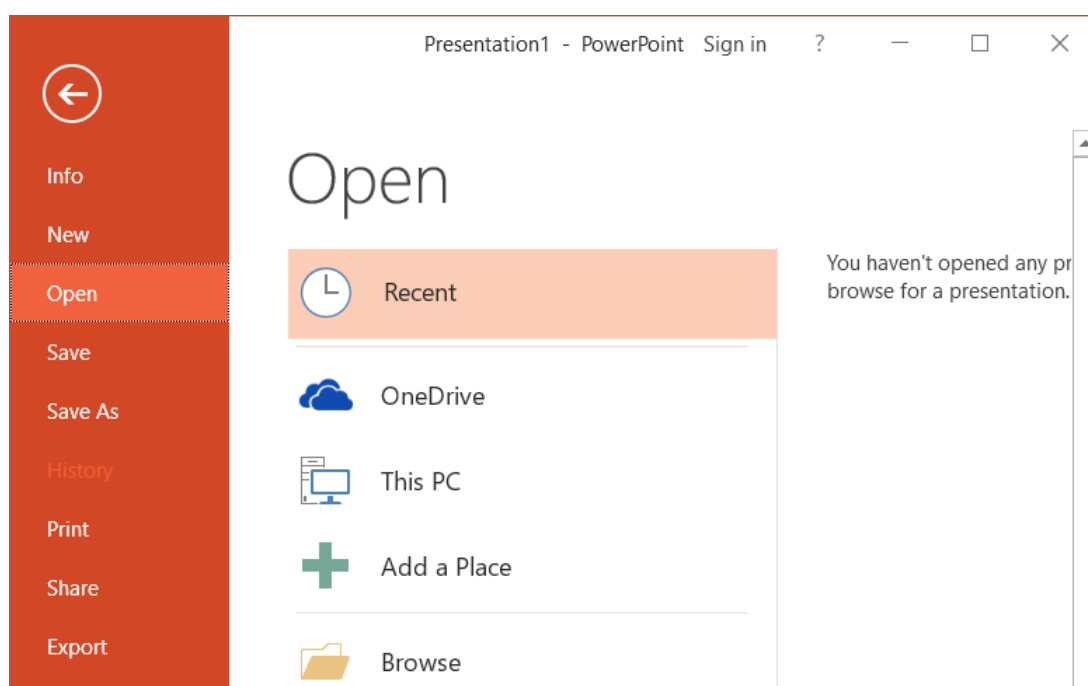 Presentation1 - PowerPoint Sign in ?
Info
New
Open
Save
Save As
History
Print
Share
Export
Open
Recent
OneDrive
This PC
Add a Place
Browse
You haven't opened any pr
browse for a presentation.